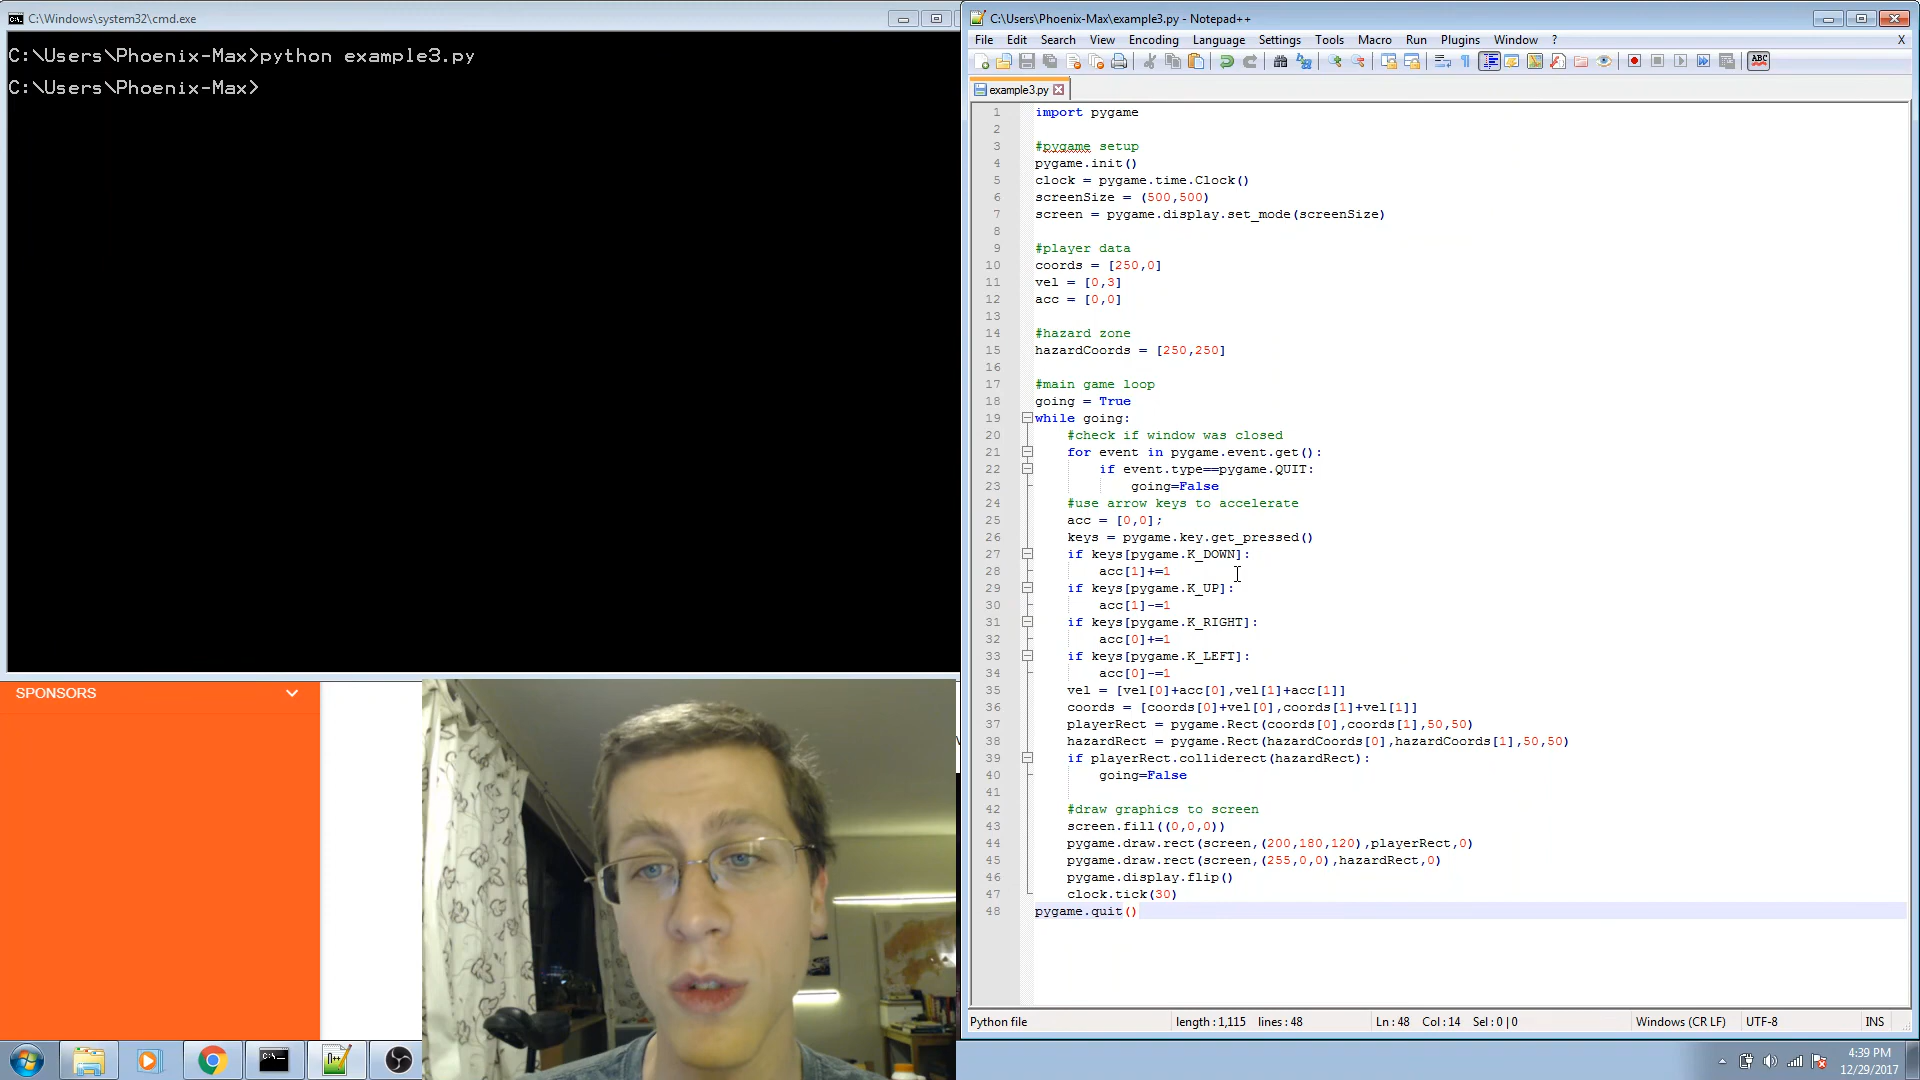 C:\Windows\system32\cmd.exe
C:\Users\Phoenix-Max>python example3.py
C:\Users\Phoenix-Max>
SPONSORS
C:\Users\Phoenix-Max\example3.py - Notepad++
File Edit Search View Encoding Language Settings Tools Macro Run Plugins Window ? X
ABC
example3.py
1 import pygame
2
3 #pygame setup
4 pygame.init()
5 clock = pygame.time.Clock()
6 screenSize = (500,500)
7 screen = pygame.display.set_mode(screenSize)
8
9 #player data
10 coords = [250,0]
11 vel = [0,3]
12 acc = [0,0]
13
14 #hazard zone
15 hazardCoords = [250,250]
16
17 #main game loop
18 going = True
19 while going:
20 #check if window was closed
21 for event in pygame.event.get():
22 if event.type==pygame.QUIT:
23 going=False
24 #use arrow keys to accelerate
25 acc = [0,0];
26 keys = pygame.key.get_pressed()
27 if keys[pygame.K_DOWN]:
28 acc[1]+=1
29 if keys[pygame.K_UP]:
30 acc[1]-=1
31 if keys[pygame.K_RIGHT]:
32 acc[0]+=1
33 if keys[pygame.K_LEFT]:
34 acc[0]-=1
35 vel = [vel[0]+acc[0],vel[1]+acc[1]]
36 coords = [coords[0]+vel[0],coords[1]+vel[1]]
37 playerRect = pygame.Rect(coords[0],coords[1],50,50)
38 hazardRect = pygame.Rect(hazardCoords[0],hazardCoords[1],50,50)
39 if playerRect.colliderect(hazardRect):
40 going=False
41
42 #draw graphics to screen
43 screen.fill((0,0,0))
44 pygame.draw.rect(screen,(200,180,120),playerRect,0)
45 pygame.draw.rect(screen,(255,0,0),hazardRect,0)
46 pygame.display.flip()
47 clock.tick(30)
48 pygame.quit()
Python file length : 1,115 lines : 48 Ln : 48 Col : 14 Sel : 0 | 0 Windows (CR LF) UTF-8 INS
4:39 PM
12/29/2017